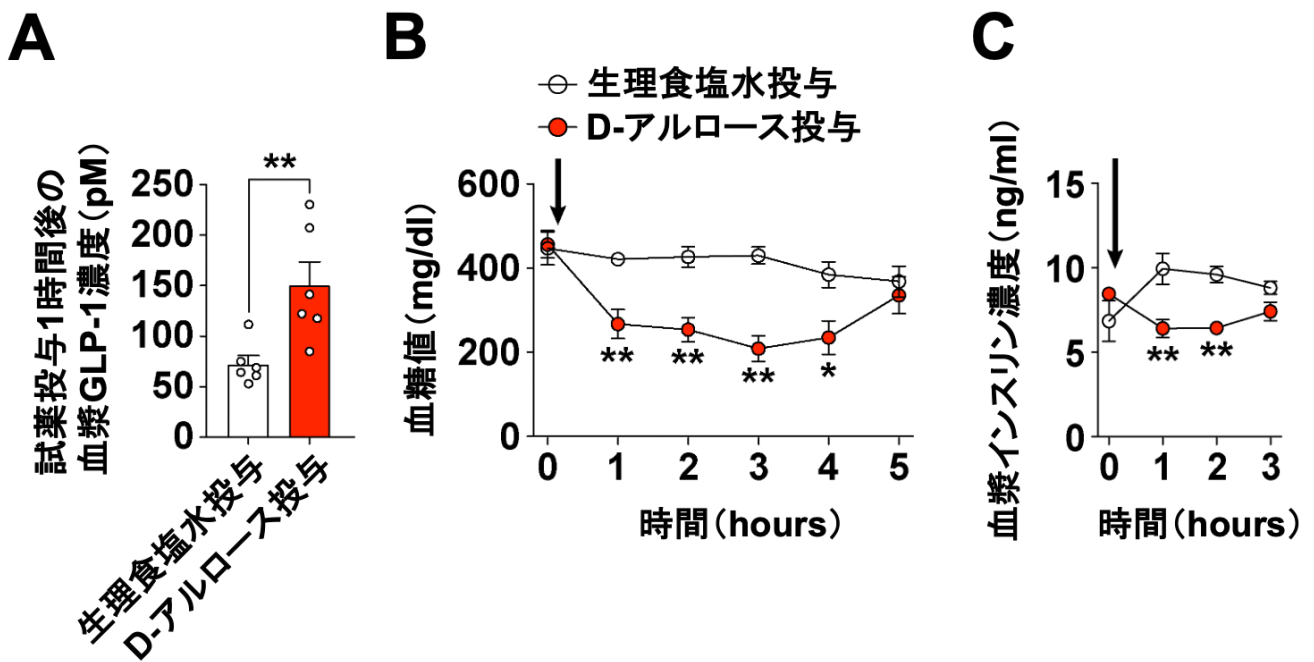 A
試薬投与1時間後の
血漿GLP-1濃度(pM)
**
250
200
150
100
50
0
生理食塩水投与
D-アルロース投与
B
生理食塩水投与
D-アルロース投与
血糖値(mg/dl)
600
400
200
0
** ** ** *
0 1 2 3 4 5
時間(hours)
C
血漿インスリン濃度(ng/ml)
15
10
5
0
** **
0 1 2 3
時間(hours)